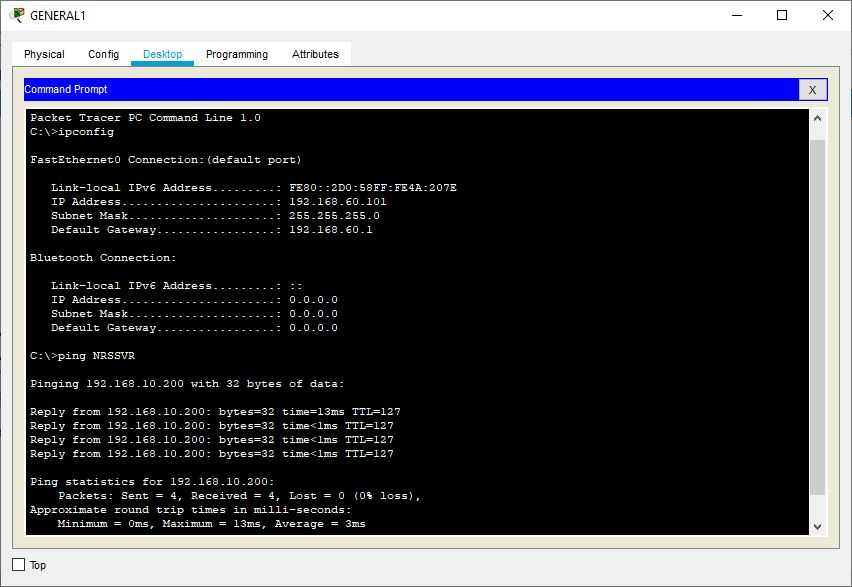 GENERAL1
Physical Config Desktop Programming Attributes
Command Prompt X
Packet Tracer PC Command Line 1.0
C:\>ipconfig
FastEthernet0 Connection:(default port)
Link-local IPv6 Address.........: FE80::2D0:58FF:FE4A:207E
IP Address......................: 192.168.60.101
Subnet Mask.....................: 255.255.255.0
Default Gateway.................: 192.168.60.1
Bluetooth Connection:
Link-local IPv6 Address.........: ::
IP Address......................: 0.0.0.0
Subnet Mask.....................: 0.0.0.0
Default Gateway.................: 0.0.0.0
C:\>ping NRSSVR
Pinging 192.168.10.200 with 32 bytes of data:
Reply from 192.168.10.200: bytes=32 time=13ms TTL=127
Reply from 192.168.10.200: bytes=32 time<1ms TTL=127
Reply from 192.168.10.200: bytes=32 time<1ms TTL=127
Reply from 192.168.10.200: bytes=32 time<1ms TTL=127
Ping statistics for 192.168.10.200:
Packets: Sent = 4, Received = 4, Lost = 0 (0% loss),
Approximate round trip times in milli-seconds:
Minimum = 0ms, Maximum = 13ms, Average = 3ms
Top